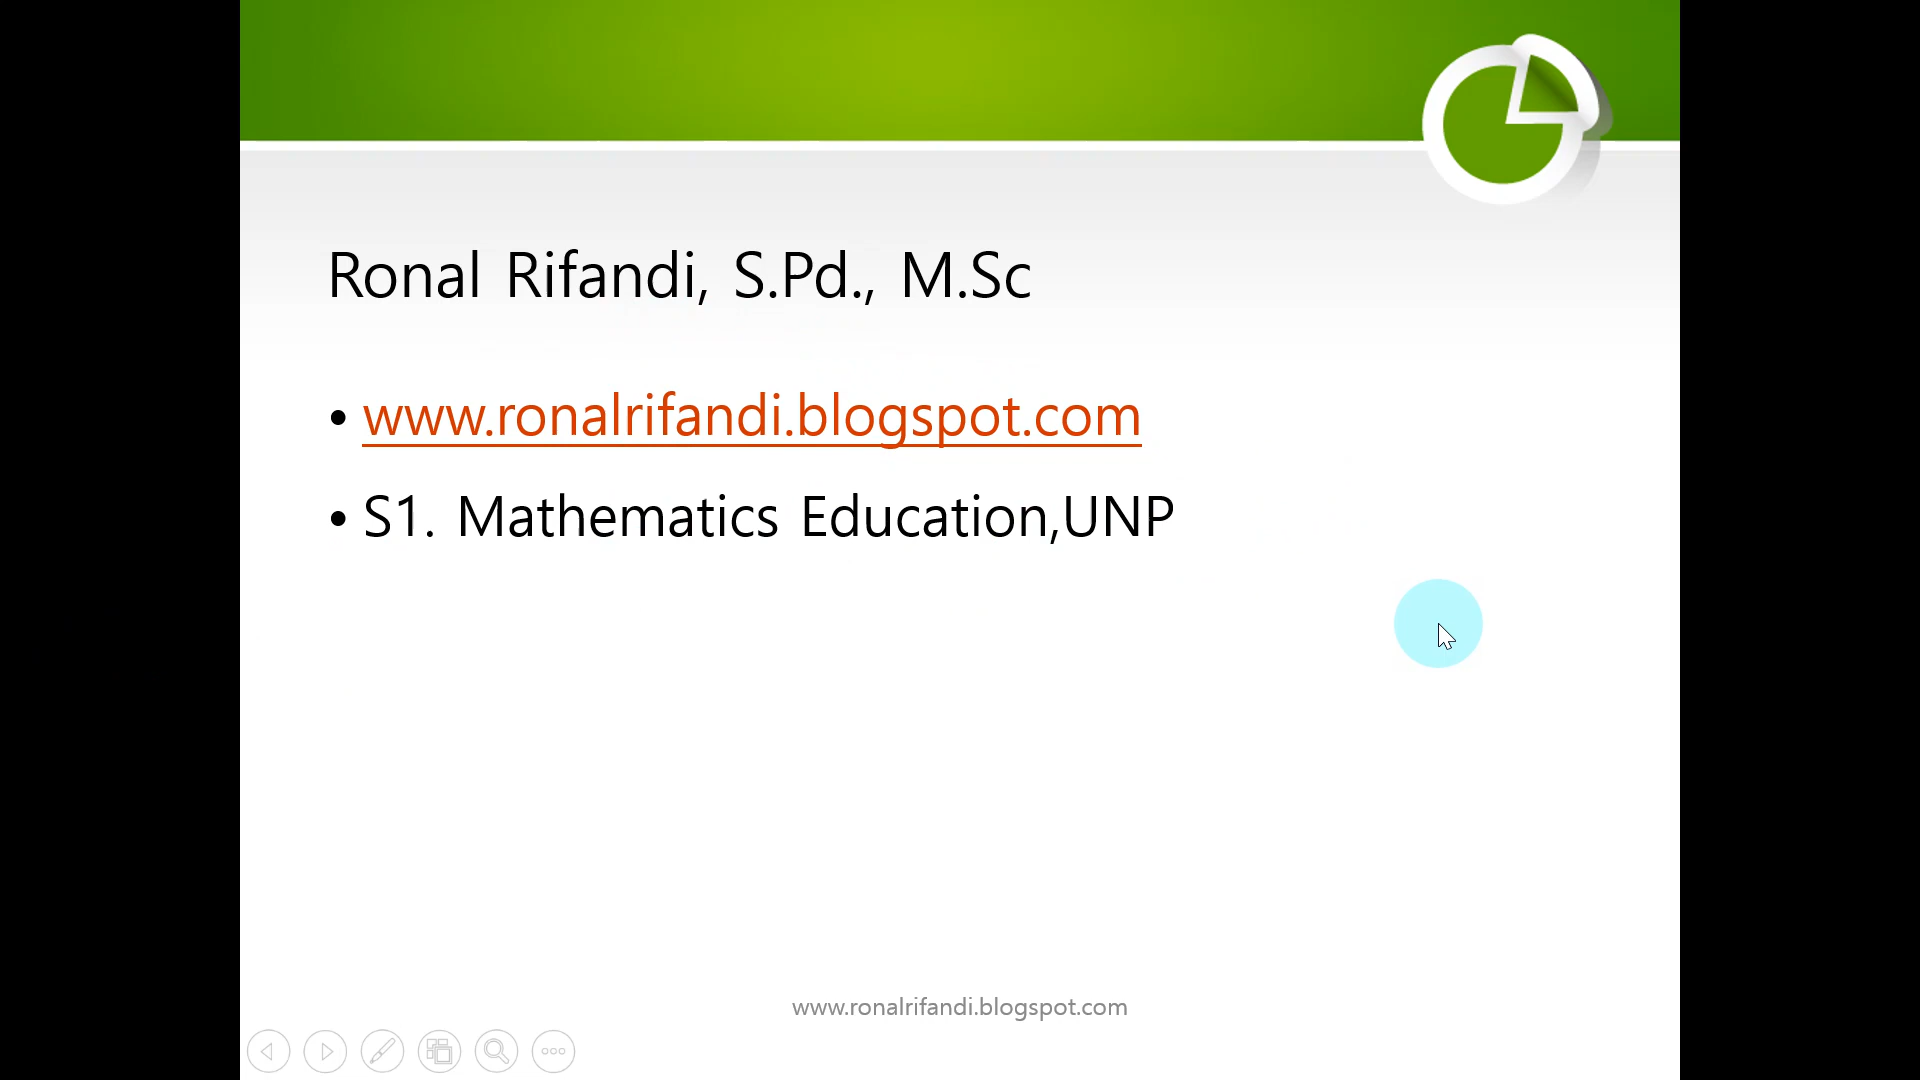 Ronal Rifandi, S.Pd., M.Sc
• www.ronalrifandi.blogspot.com
• S1. Mathematics Education,UNP
www.ronalrifandi.blogspot.com